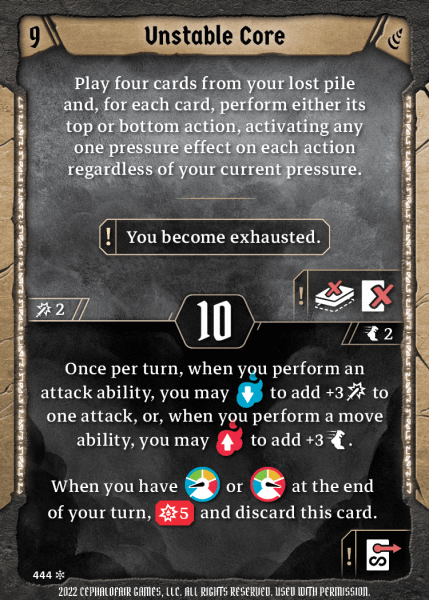 9
Unstable Core
Play four cards from your lost pile
and, for each card, perform either its
top or bottom action, activating any
one pressure effect on each action
regardless of your current pressure.
! You become exhausted.
!
2
10
2
Once per turn, when you perform an
attack ability, you may to add +3 to
one attack, or, when you perform a move
ability, you may to add +3 .
When you have or at the end
of your turn, 5 and discard this card.
!
444
2022 CEPHALOFAIR GAMES, LLC. ALL RIGHTS RESERVED. USED WITH PERMISSION.